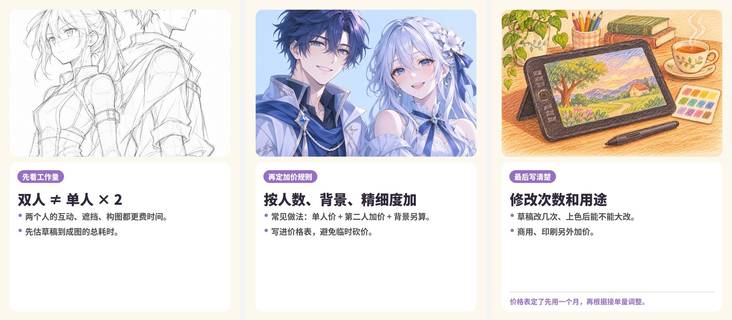 先看工作量
双人 ≠ 单人 × 2
• 两个人的互动、遮挡、构图都更费时间。
• 先估草稿到成图的总耗时。
再定加价规则
按人数、背景、精细度加
• 常见做法：单人价 + 第二人加价 + 背景另算。
• 写进价格表，避免临时砍价。
最后写清楚
修改次数和用途
• 草稿改几次、上色后能不能大改。
• 商用、印刷另外加价。
价格表定了先用一个月，再根据接单量调整。